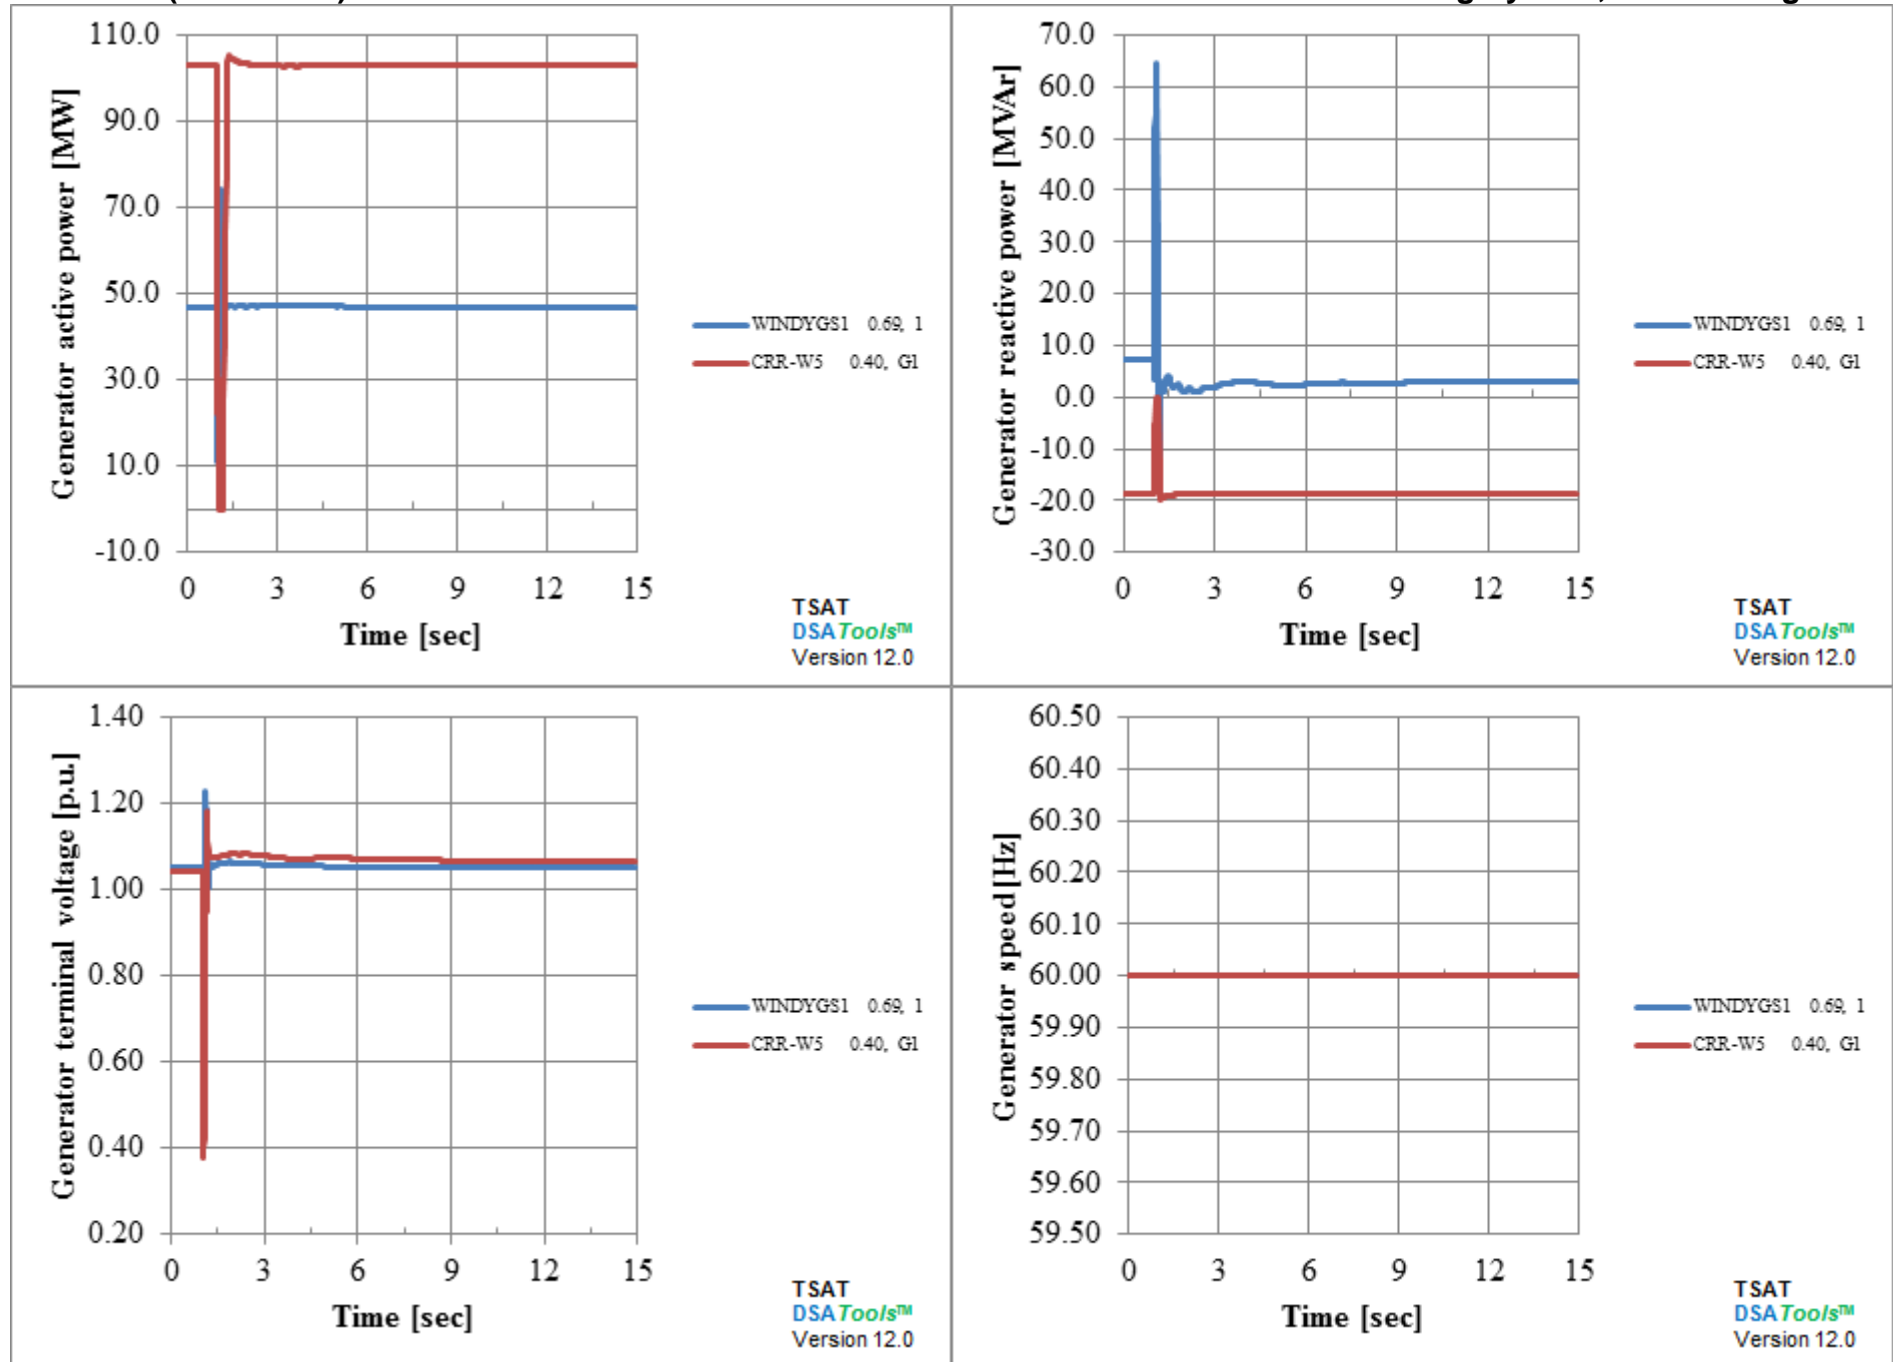 110.0
90.0
70.0
50.0
30.0
10.0
-10.0
Generator active power [MW]
0 3 6 9 12 15
Time [sec]
WINDYGS1 0.69, 1
CRR-W5 0.40, G1
TSAT
DSATools™
Version 12.0
70.0
60.0
50.0
40.0
30.0
20.0
10.0
0.0
-10.0
-20.0
-30.0
Generator reactive power [MVAr]
0 3 6 9 12 15
Time [sec]
WINDYGS1 0.69, 1
CRR-W5 0.40, G1
TSAT
DSATools™
Version 12.0
1.40
1.20
1.00
0.80
0.60
0.40
0.20
Generator terminal voltage [p.u.]
0 3 6 9 12 15
Time [sec]
WINDYGS1 0.69, 1
CRR-W5 0.40, G1
TSAT
DSATools™
Version 12.0
60.50
60.40
60.30
60.20
60.10
60.00
59.90
59.80
59.70
59.60
59.50
Generator speed[Hz]
0 3 6 9 12 15
Time [sec]
WINDYGS1 0.69, 1
CRR-W5 0.40, G1
TSAT
DSATools™
Version 12.0